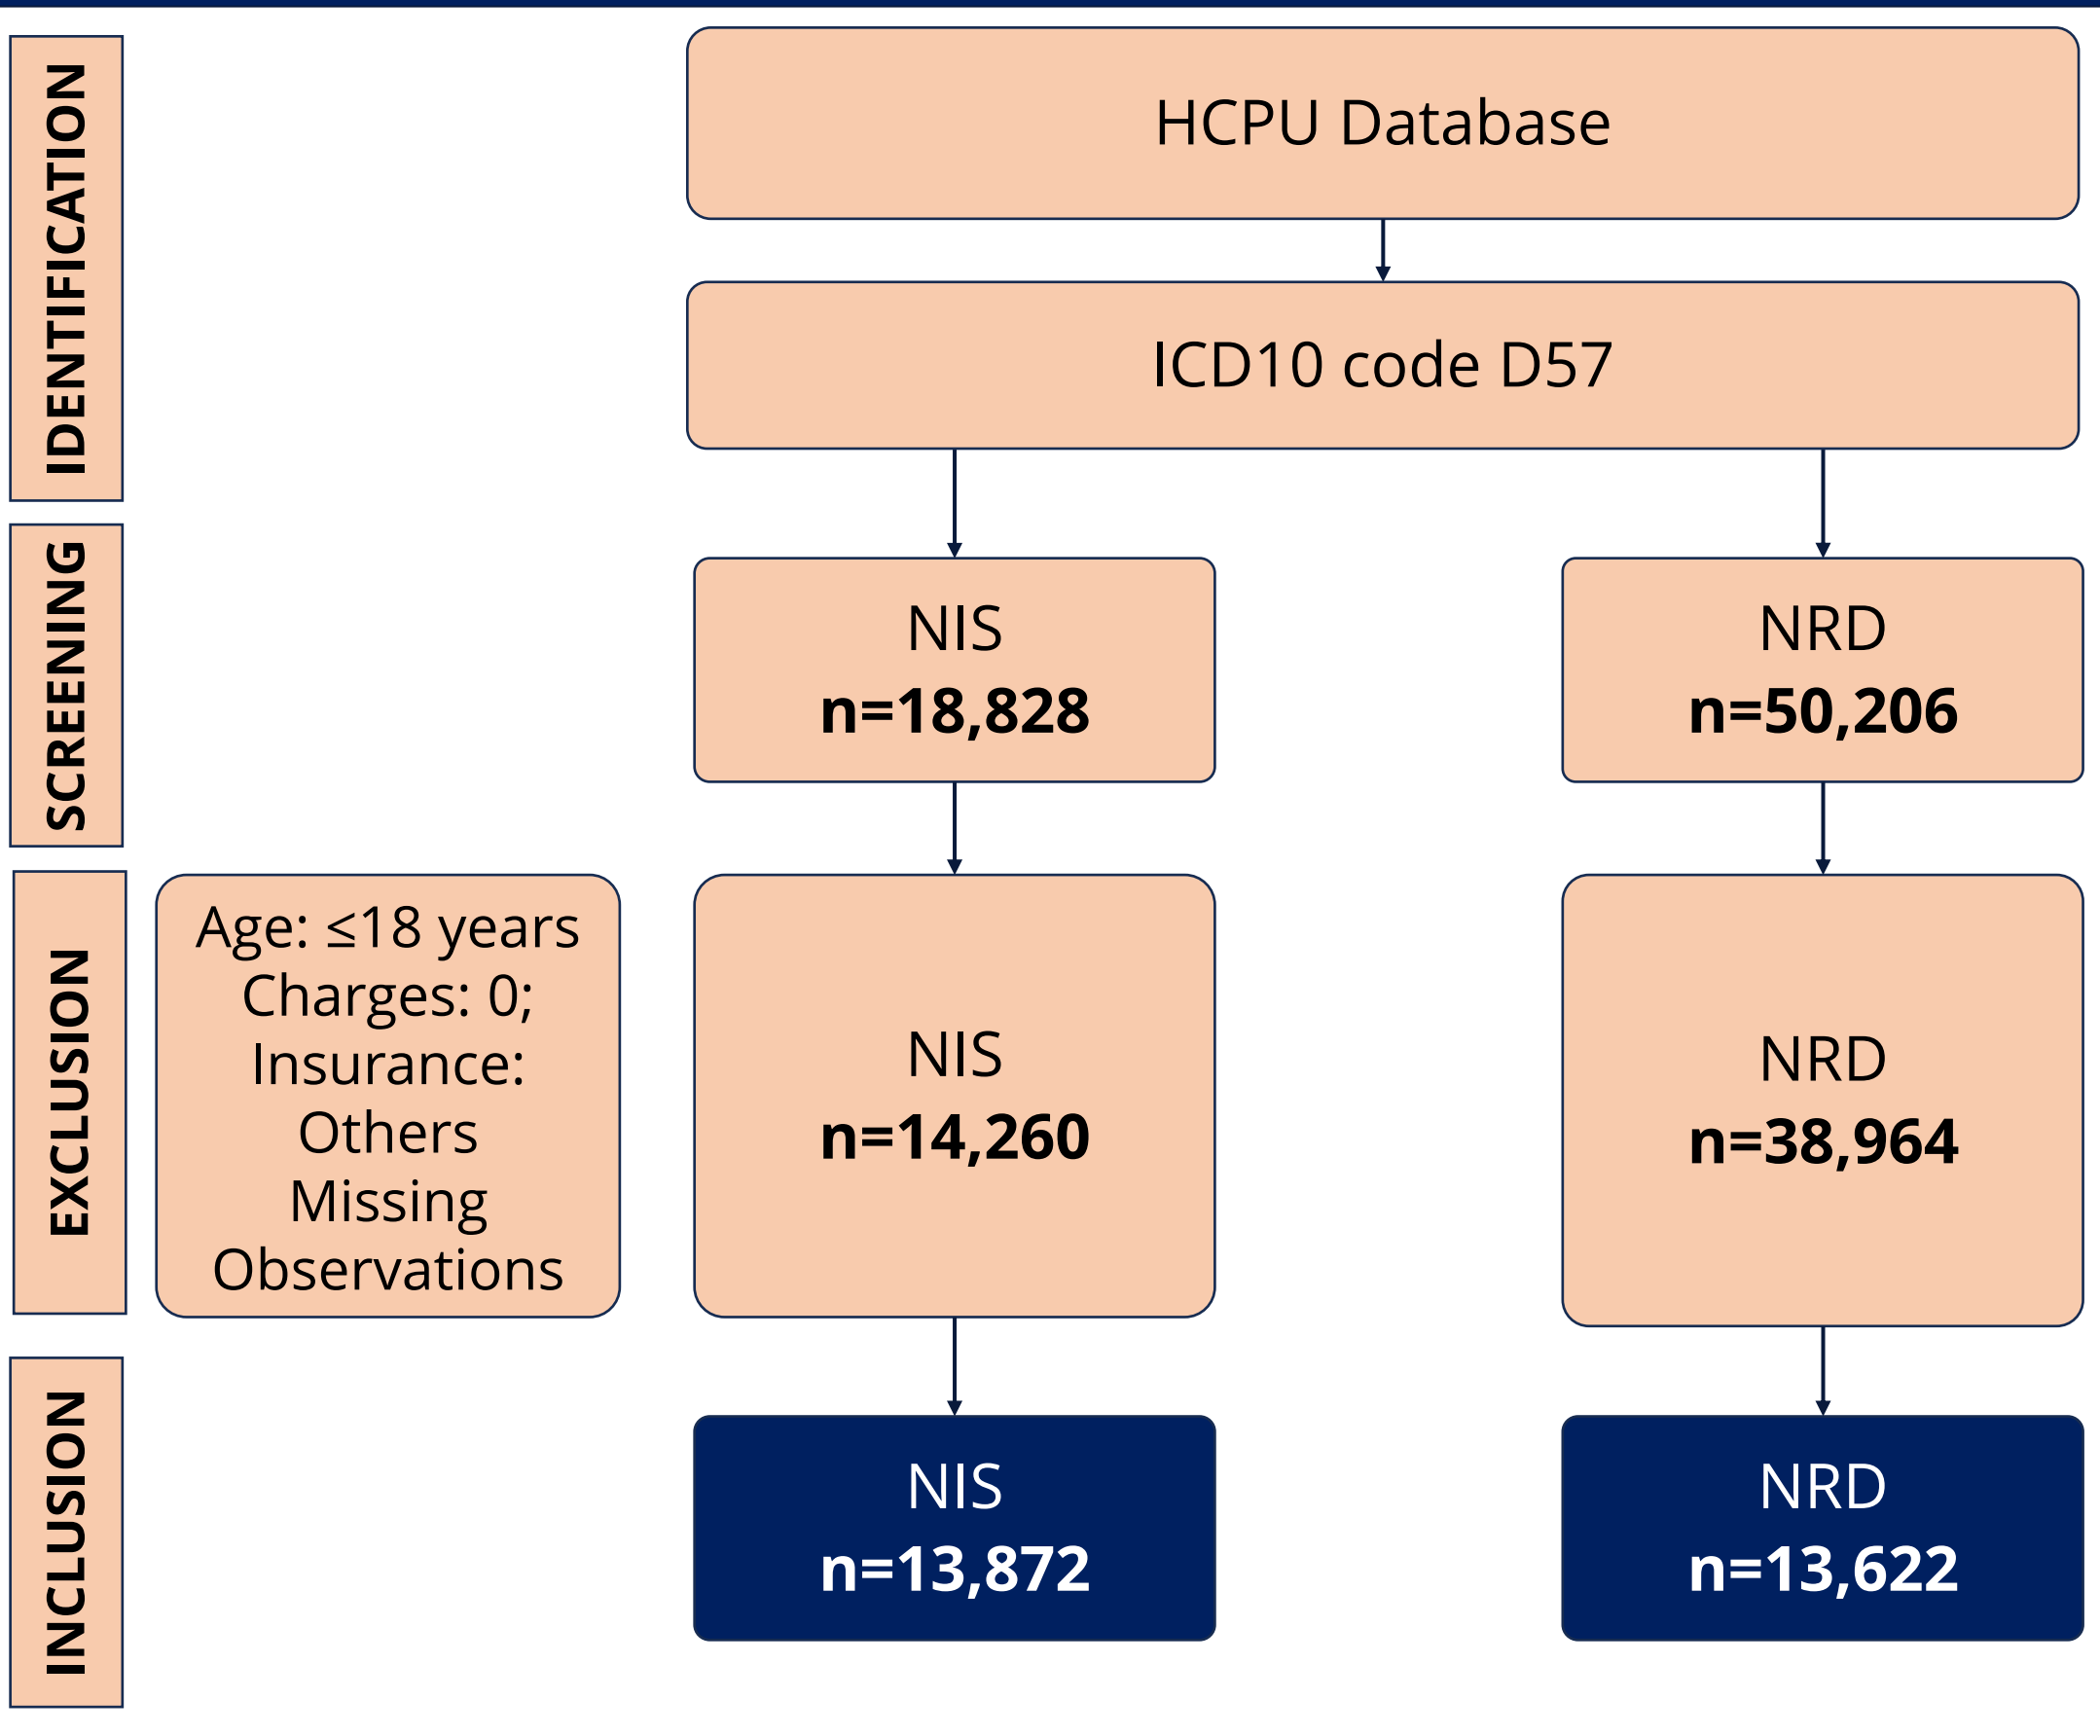 IDENTIFICATION
HCPU Database
ICD10 code D57
SCREENING
NIS
n=18,828
NRD
n=50,206
EXCLUSION
Age: ≤18 years
Charges: 0;
Insurance:
Others
Missing
Observations
NIS
n=14,260
NRD
n=38,964
INCLUSION
NIS
n=13,872
NRD
n=13,622